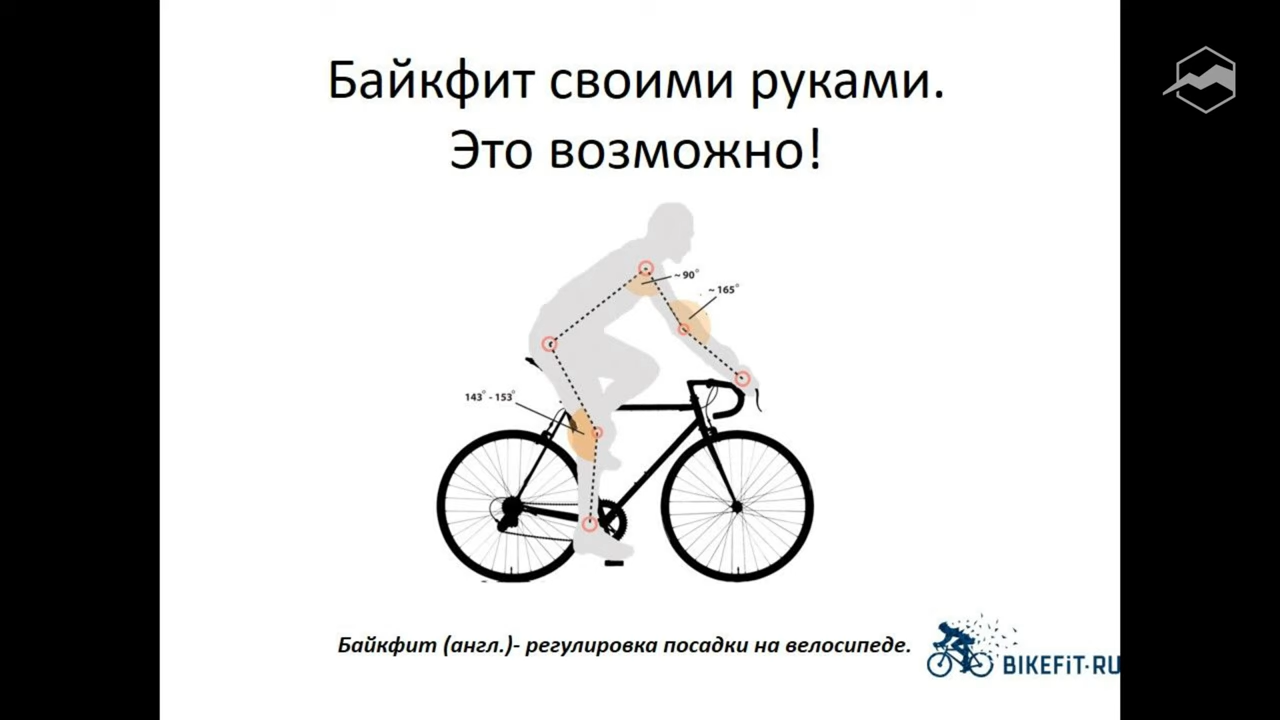 Байкфит своими руками.
Это возможно!
~ 90°
~ 165°
143° - 153°
Байкфит (англ.)- регулировка посадки на велосипеде.
BIKEFiT·RU